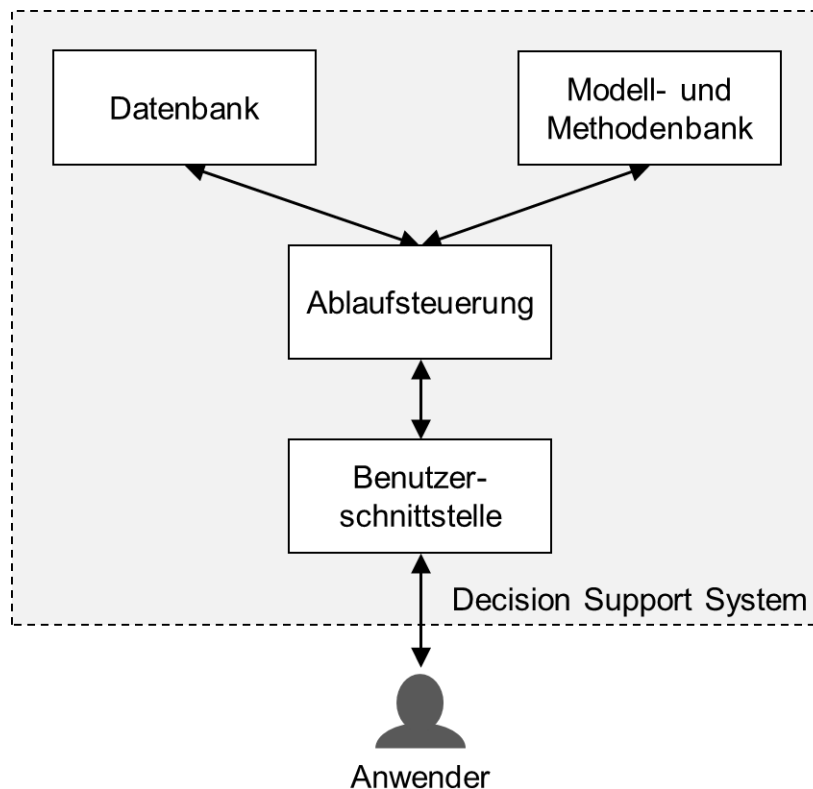 Datenbank
Modell- und
Methodenbank
Ablaufsteuerung
Benutzer-
schnittstelle
Decision Support System
Anwender